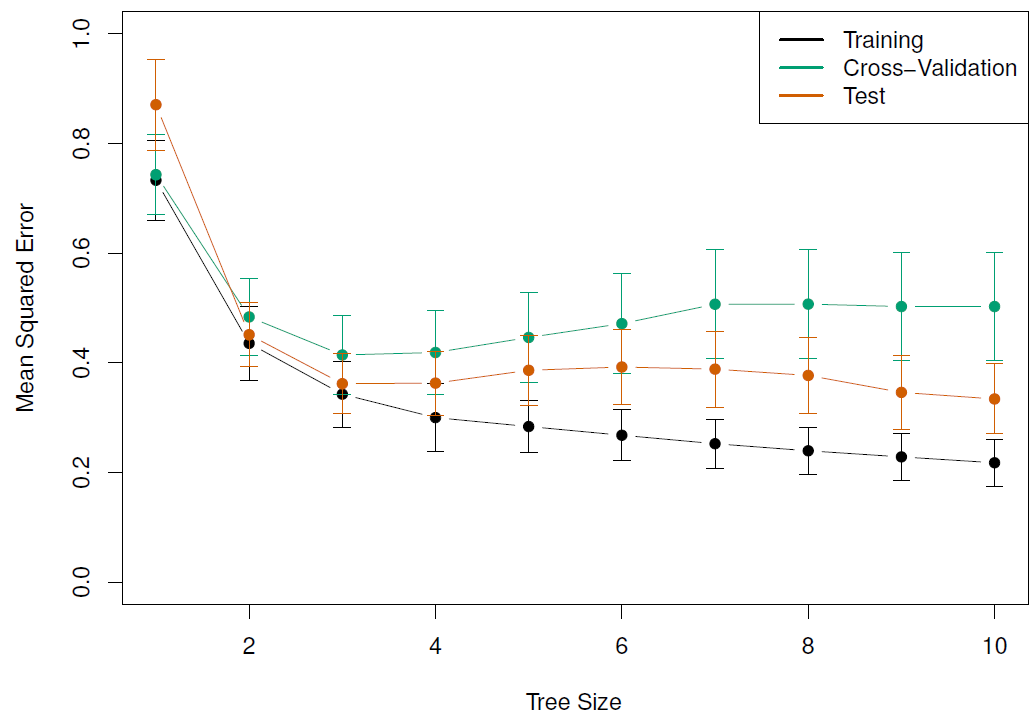 Training
Cross−Validation
Test
Mean Squared Error
1.0
0.8
0.6
0.4
0.2
0.0
2 4 6 8 10
Tree Size